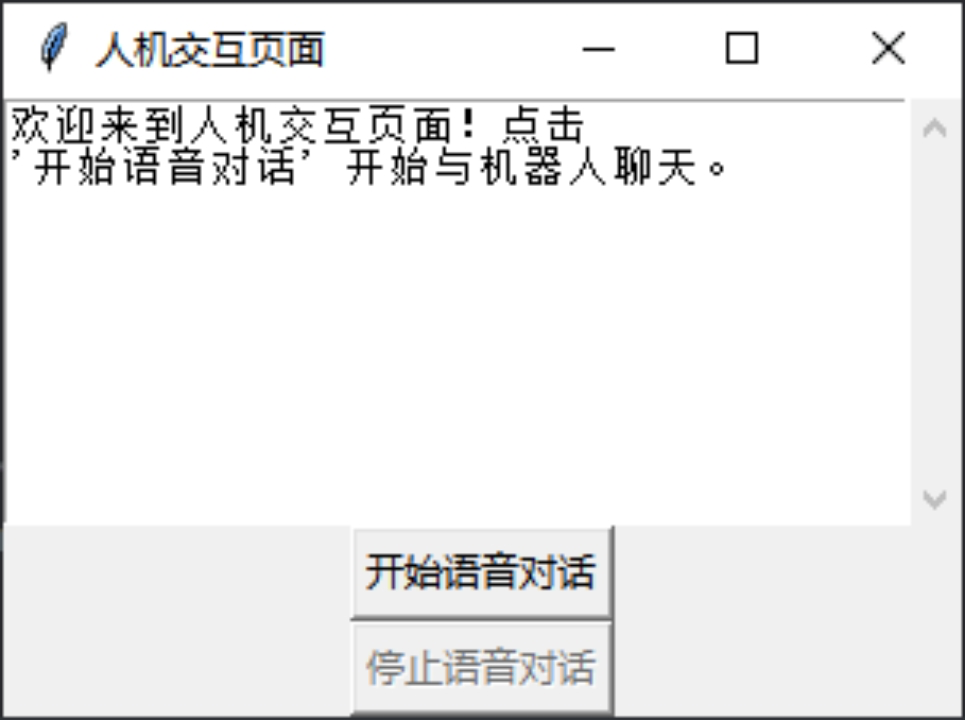 人机交互页面
欢迎来到人机交互页面！点击
'开始语音对话' 开始与机器人聊天。
开始语音对话
停止语音对话